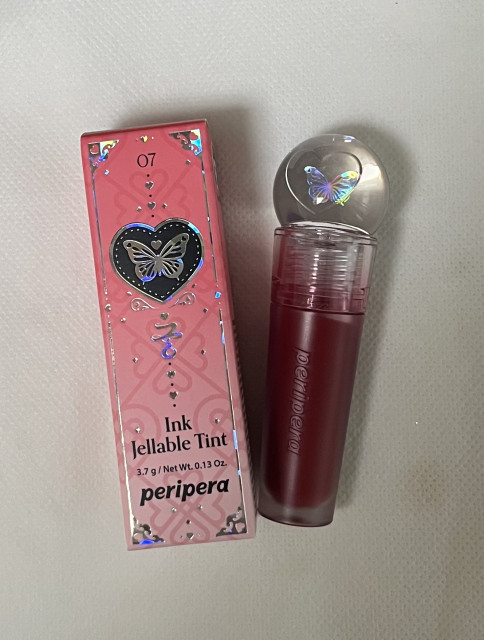 07
Ink
Jellable Tint
3.7 g / Net Wt. 0.13 Oz.
peripera
peripera